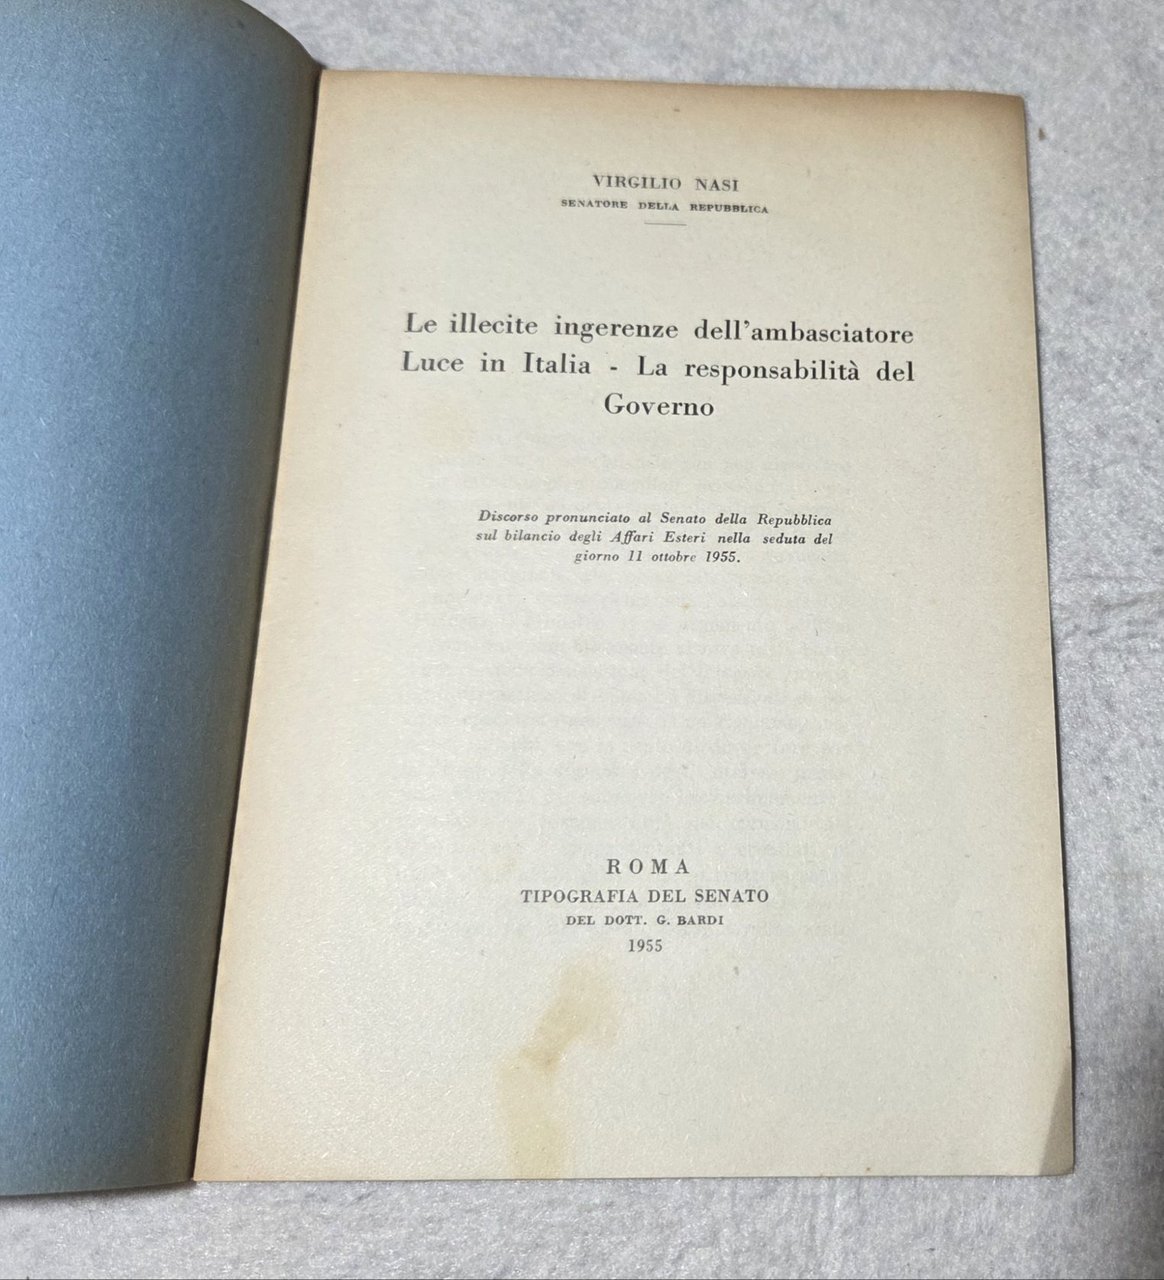 VIRGILIO NASI
SENATORE DELLA REPUBBLICA
Le illecite ingerenze dell'ambasciatore
Luce in Italia - La responsabilità del
Governo
Discorso pronunciato al Senato della Repubblica
sul bilancio degli Affari Esteri nella seduta del
giorno 11 ottobre 1955.
ROMA
TIPOGRAFIA DEL SENATO
DEL DOTT. G. BARDI
1955